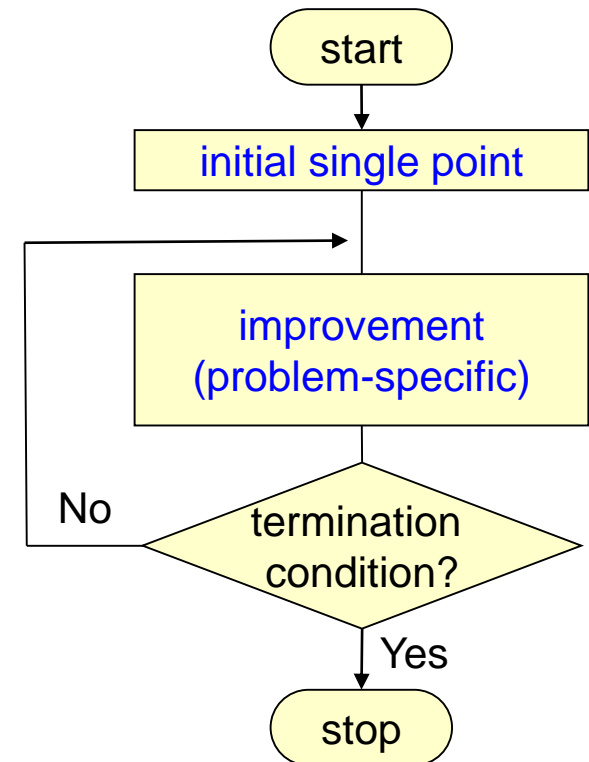 start
initial single point
improvement
(problem-specific)
No
termination
condition?
Yes
stop